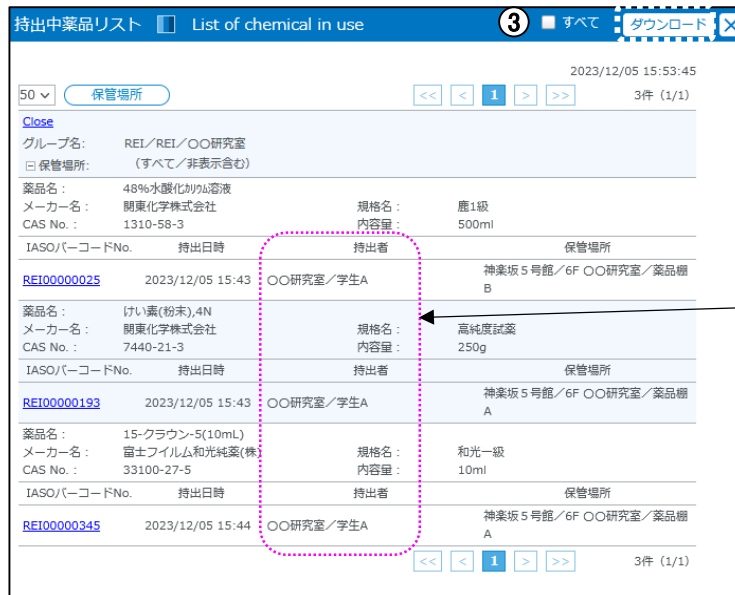 持出中薬品リスト List of chemical in use ③ すべて ダウンロード
2023/12/05 15:53:45
50 保管場所 << < 1 > >> 3件 (1/1)
Close
グループ名: REI/REI/〇〇研究室
保管場所: (すべて/非表示含む)
薬品名: 48%水酸化カリウム溶液
メーカー名: 関東化学株式会社 規格名: 鹿1級
CAS No.: 1310-58-3 内容量: 500ml
IASOバーコードNo. 持出日時 持出者 保管場所
REI00000025 2023/12/05 15:43 〇〇研究室/学生A 神楽坂5号館/6F 〇〇研究室/薬品棚
B
薬品名: けい素(粉末),4N
メーカー名: 関東化学株式会社 規格名: 高純度試薬
CAS No.: 7440-21-3 内容量: 250g
IASOバーコードNo. 持出日時 持出者 保管場所
REI00000193 2023/12/05 15:43 〇〇研究室/学生A 神楽坂5号館/6F 〇〇研究室/薬品棚
A
薬品名: 15-クラウン-5(10mL)
メーカー名: 富士フイルム和光純薬(株) 規格名: 和光一級
CAS No.: 33100-27-5 内容量: 10ml
IASOバーコードNo. 持出日時 持出者 保管場所
REI00000345 2023/12/05 15:44 〇〇研究室/学生A 神楽坂5号館/6F 〇〇研究室/薬品棚
A
<< < 1 > >> 3件 (1/1)